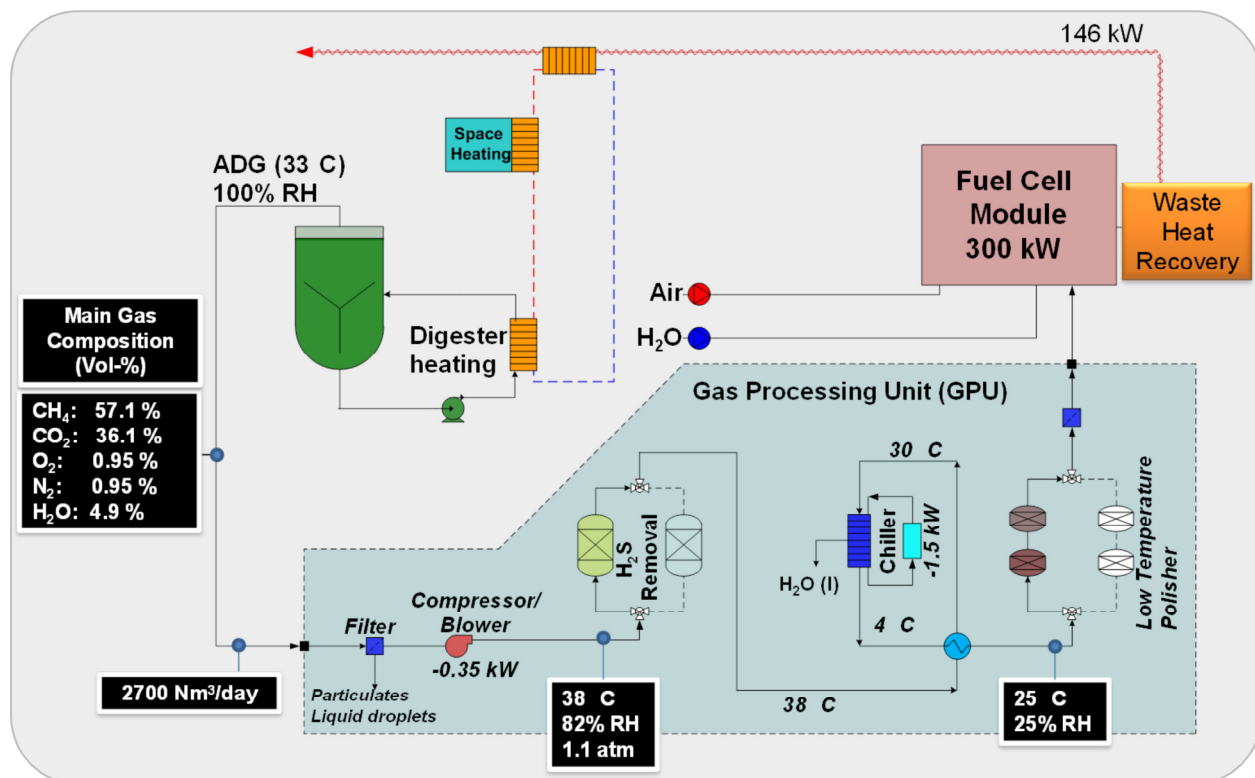 146 kW
Space
Heating
ADG (33 C)
100% RH
Fuel Cell
Module
300 kW
Waste
Heat
Recovery
Air
H₂O
Digester
heating
Main Gas
Composition
(Vol-%)
CH₄: 57.1 %
CO₂: 36.1 %
O₂: 0.95 %
N₂: 0.95 %
H₂O: 4.9 %
Gas Processing Unit (GPU)
30 C
H₂S
Removal
Chiller
-1.5 kW
H₂O (l)
4 C
Low Temperature
Polisher
Compressor/
Blower
-0.35 kW
Filter
Particulates
Liquid droplets
2700 Nm³/day
38 C
82% RH
1.1 atm
38 C
25 C
25% RH